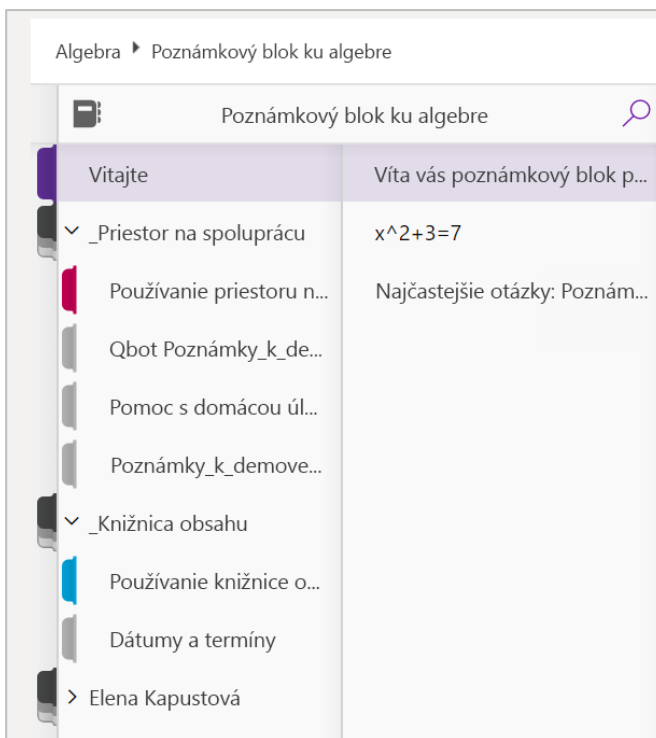 Algebra Poznámkový blok ku algebre
Poznámkový blok ku algebre
Vitajte
_Priestor na spoluprácu
Používanie priestoru n...
Qbot Poznámky_k_de...
Pomoc s domácou úl...
Poznámky_k_demove...
_Knižnica obsahu
Používanie knižnice o...
Dátumy a termíny
Elena Kapustová
Víta vás poznámkový blok p...
x^2+3=7
Najčastejšie otázky: Poznám...